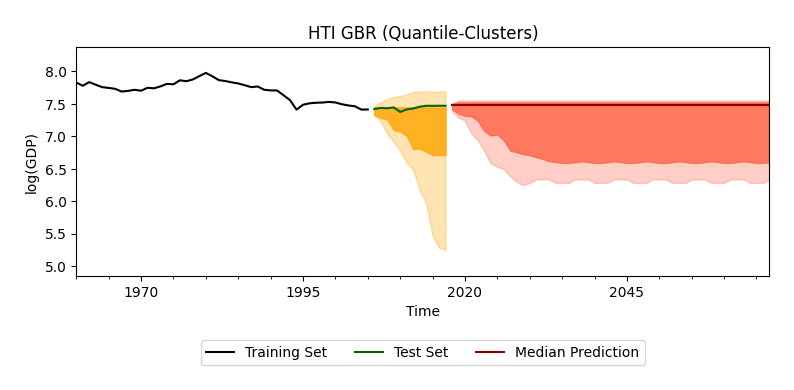 HTI GBR (Quantile-Clusters)
8.0
7.5
7.0
6.5
6.0
5.5
5.0
log(GDP)
1970 1995 2020 2045
Time
Training Set Test Set Median Prediction